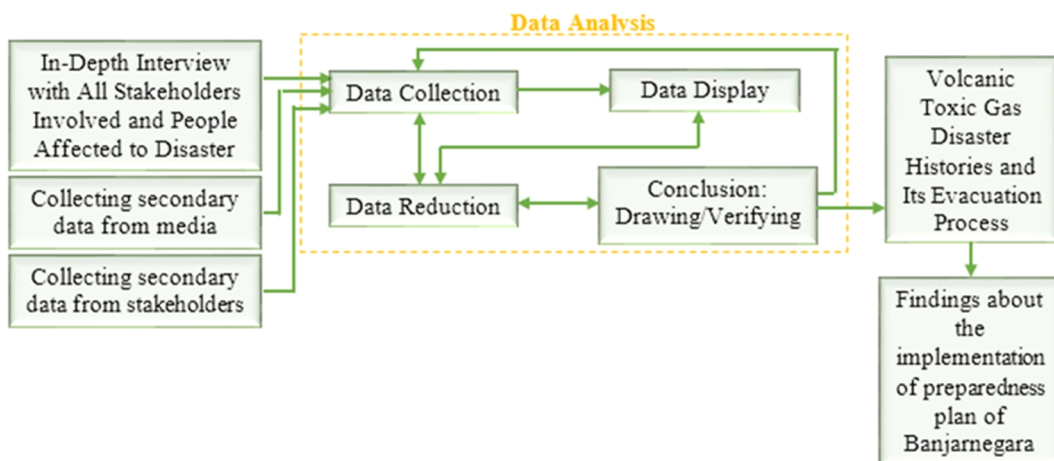 Data Analysis
In-Depth Interview
with All Stakeholders
Involved and People
Affected to Disaster
Collecting secondary
data from media
Collecting secondary
data from stakeholders
Data Collection
Data Display
Data Reduction
Conclusion:
Drawing/Verifying
Volcanic
Toxic Gas
Disaster
Histories and
Its Evacuation
Process
Findings about
the
implementation
of preparedness
plan of
Banjarnegara